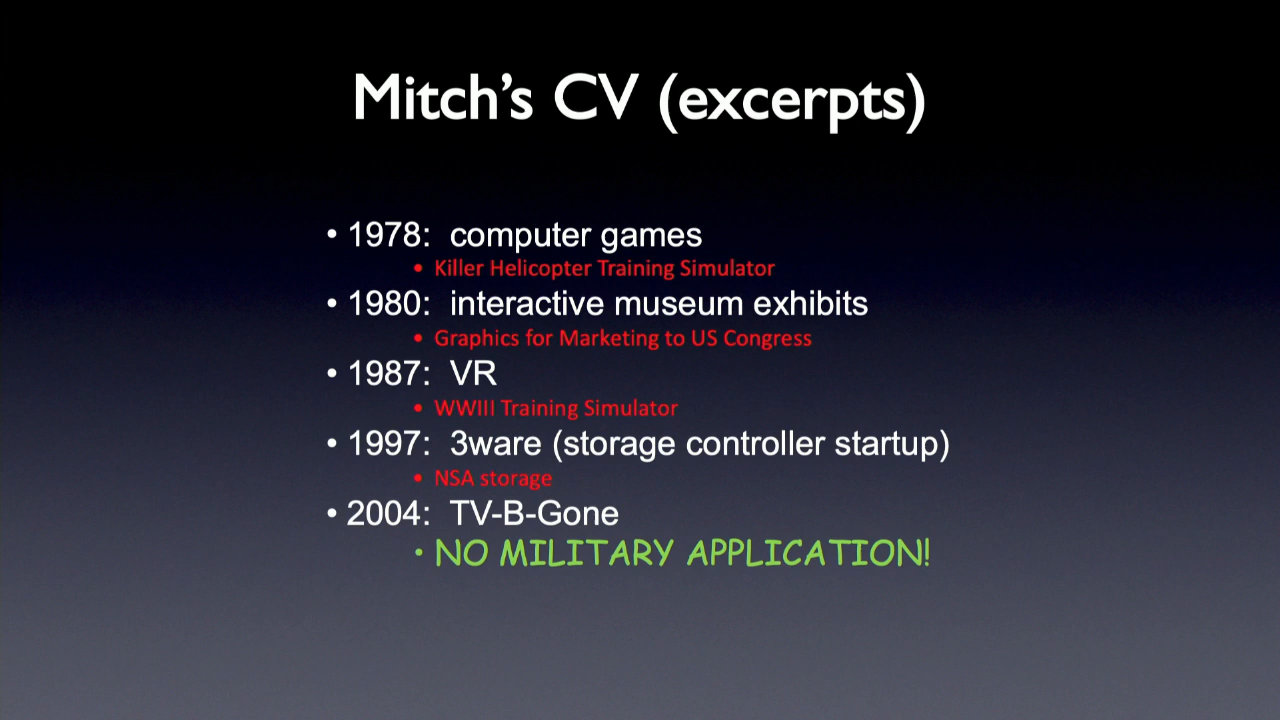 Mitch’s CV (excerpts)
• 1978: computer games
• Killer Helicopter Training Simulator
• 1980: interactive museum exhibits
• Graphics for Marketing to US Congress
• 1987: VR
• WWIII Training Simulator
• 1997: 3ware (storage controller startup)
• NSA storage
• 2004: TV-B-Gone
• NO MILITARY APPLICATION!